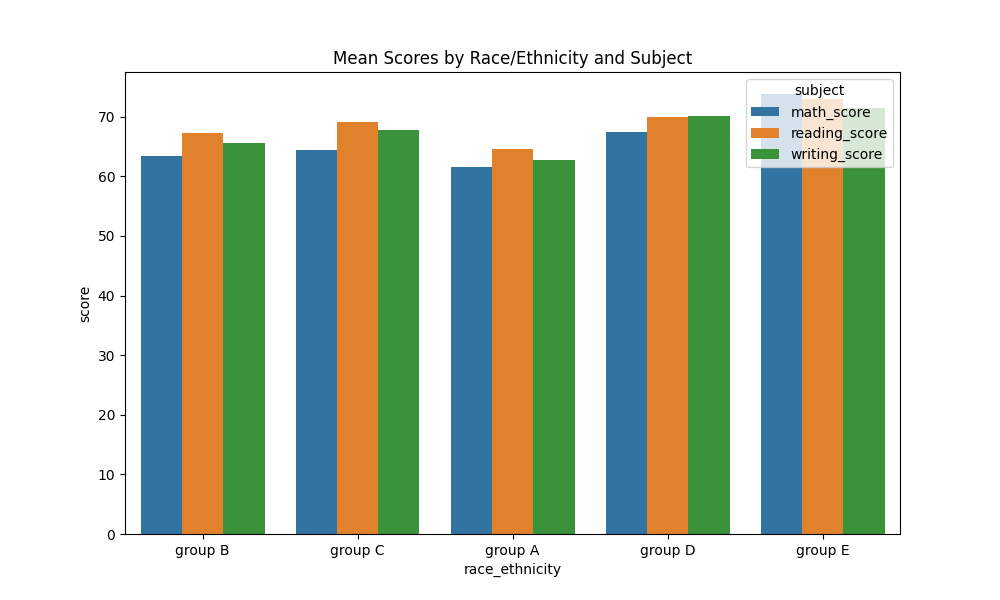 Mean Scores by Race/Ethnicity and Subject
subject
math_score
reading_score
writing_score
score
70
60
50
40
30
20
10
0
group B group C group A group D group E
race_ethnicity